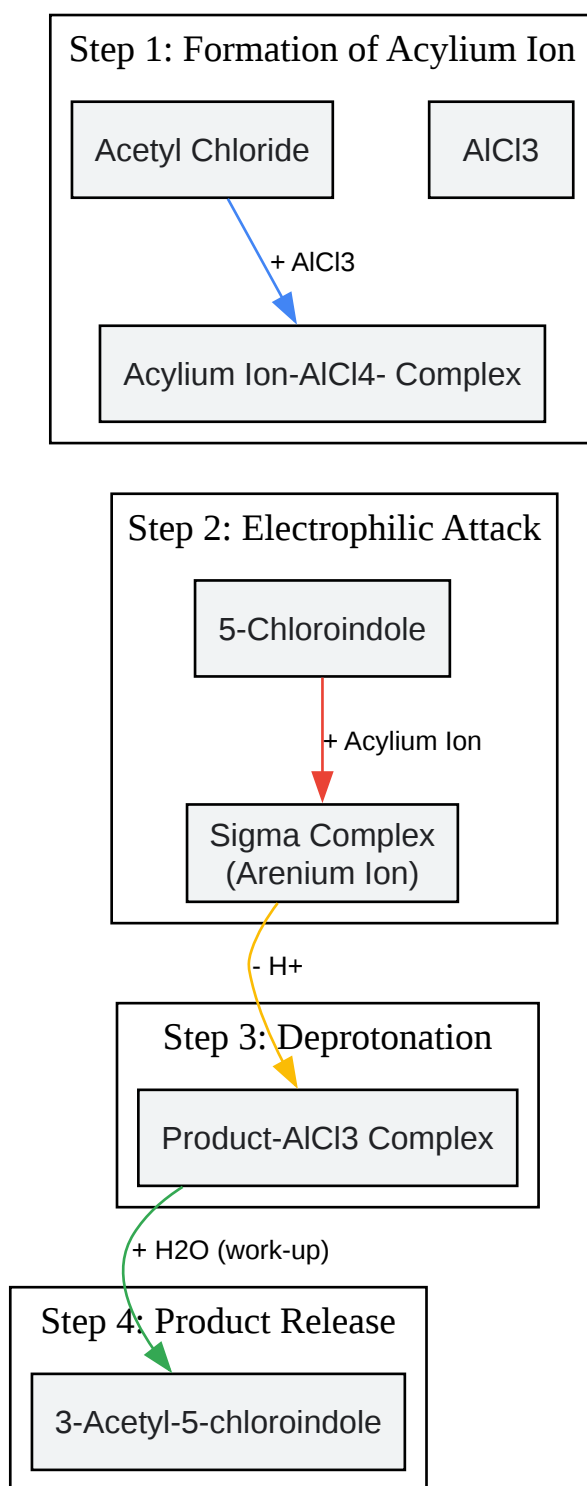 Step 1: Formation of Acylium Ion
Acetyl Chloride
AlCl3
+ AlCl3
Acylium Ion-AlCl4- Complex
Step 2: Electrophilic Attack
5-Chloroindole
+ Acylium Ion
Sigma Complex
(Arenium Ion)
- H+
Step 3: Deprotonation
Product-AlCl3 Complex
+ H2O (work-up)
Step 4: Product Release
3-Acetyl-5-chloroindole